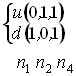 {u(0,1,1)
d(1,0,1)
n₁ n₂ n₄